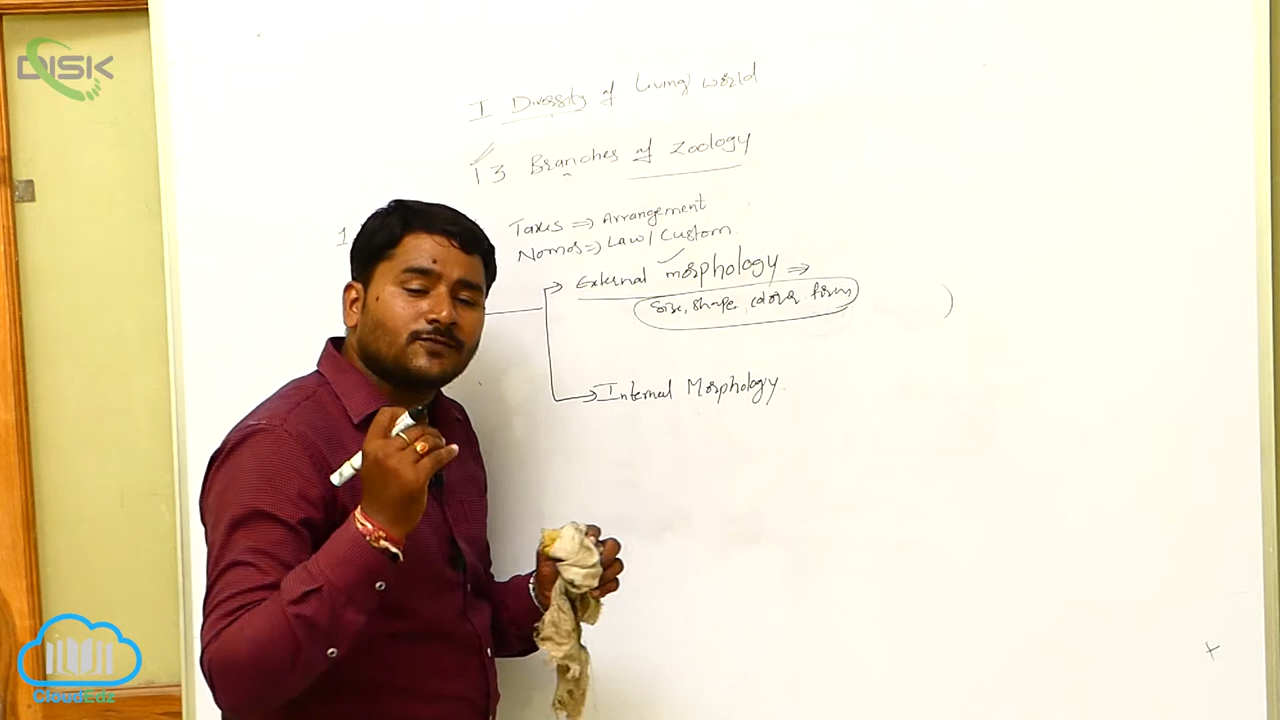 DISK
I Diversity of Living world
13 Branches of Zoology
1
Taxis => Arrangement
Nomos => Law/Custom.
External morphology =>
Size, shape, colour form
Internal Morphology.
CloudEdz